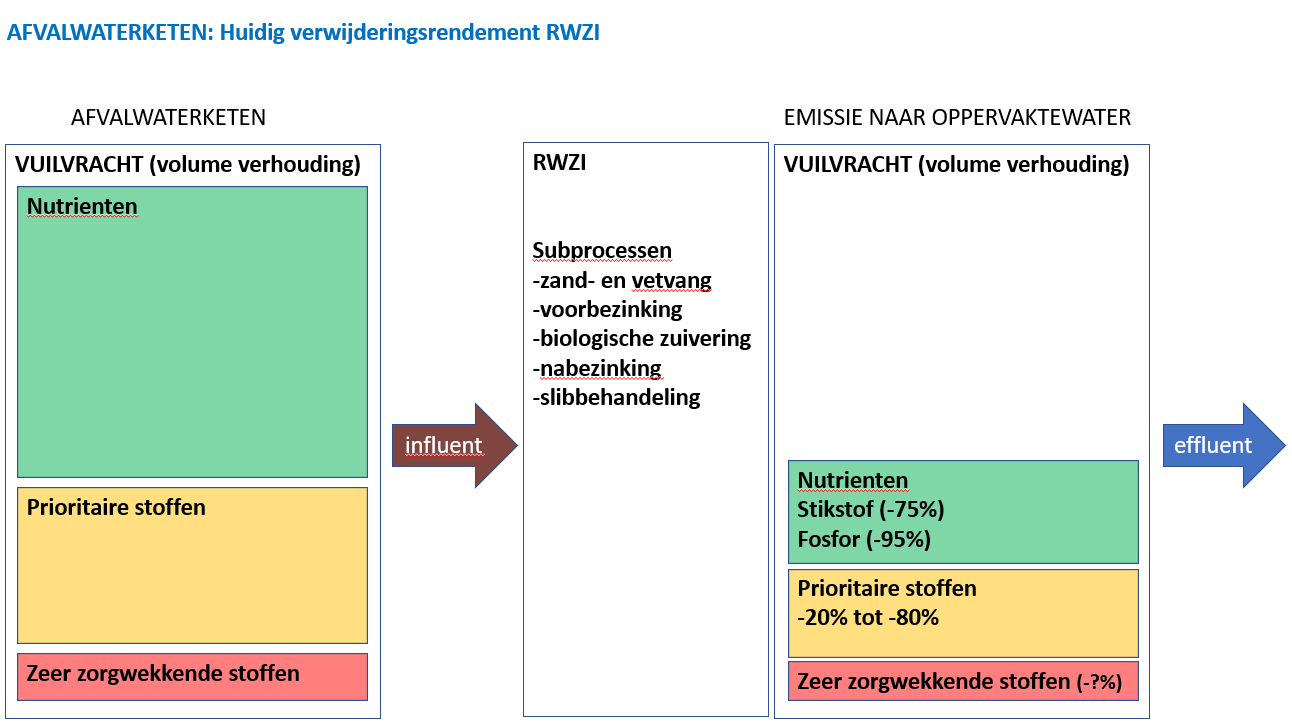 AFVALWATERKETEN: Huidig verwijderingsrendement RWZI
AFVALWATERKETEN
VUILVRACHT (volume verhouding)
Nutrienten
Prioritaire stoffen
Zeer zorgwekkende stoffen
influent
RWZI
Subprocessen
-zand- en vetvang
-voorbezinking
-biologische zuivering
-nabezinking
-slibbehandeling
EMISSIE NAAR OPPERVAKTEWATER
VUILVRACHT (volume verhouding)
Nutrienten
Stikstof (-75%)
Fosfor (-95%)
Prioritaire stoffen
-20% tot -80%
Zeer zorgwekkende stoffen (-?%)
effluent